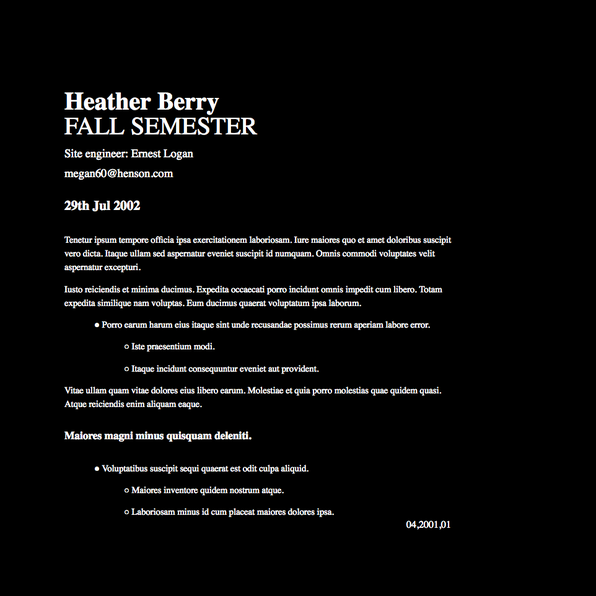 Heather Berry
FALL SEMESTER
Site engineer: Ernest Logan
megan60@henson.com
29th Jul 2002
Tenetur ipsum tempore officia ipsa exercitationem laboriosam. Iure maiores quo et amet doloribus suscipit
vero dicta. Itaque ullam sed aspernatur eveniet suscipit id numquam. Omnis commodi voluptates velit
aspernatur excepturi.
Iusto reiciendis et minima ducimus. Expedita occaecati porro incidunt omnis impedit cum libero. Totam
expedita similique nam voluptas. Eum ducimus quaerat voluptatum ipsa laborum.
● Porro earum harum eius itaque sint unde recusandae possimus rerum aperiam labore error.
○ Iste praesentium modi.
○ Itaque incidunt consequuntur eveniet aut provident.
Vitae ullam quam vitae dolores eius libero earum. Molestiae et quia porro molestias quae quidem quasi.
Atque reiciendis enim aliquam eaque.
Maiores magni minus quisquam deleniti.
● Voluptatibus suscipit sequi quaerat est odit culpa aliquid.
○ Maiores inventore quidem nostrum atque.
○ Laboriosam minus id cum placeat maiores dolores ipsa.
04,2001,01